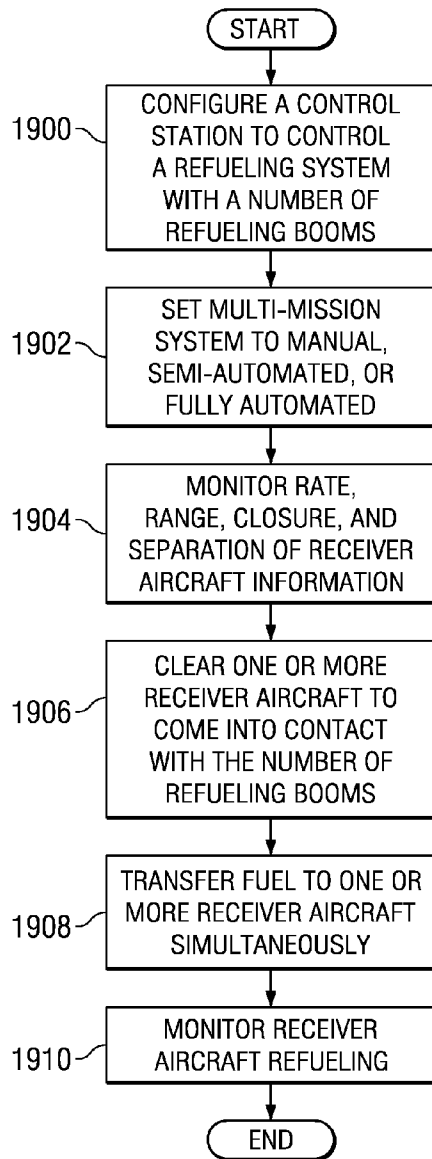 START
1900
CONFIGURE A CONTROL
STATION TO CONTROL
A REFUELING SYSTEM
WITH A NUMBER OF
REFUELING BOOMS
1902
SET MULTI-MISSION
SYSTEM TO MANUAL,
SEMI-AUTOMATED, OR
FULLY AUTOMATED
1904
MONITOR RATE,
RANGE, CLOSURE, AND
SEPARATION OF RECEIVER
AIRCRAFT INFORMATION
1906
CLEAR ONE OR MORE
RECEIVER AIRCRAFT TO
COME INTO CONTACT
WITH THE NUMBER OF
REFUELING BOOMS
1908
TRANSFER FUEL TO ONE OR
MORE RECEIVER AIRCRAFT
SIMULTANEOUSLY
1910
MONITOR RECEIVER
AIRCRAFT REFUELING
END